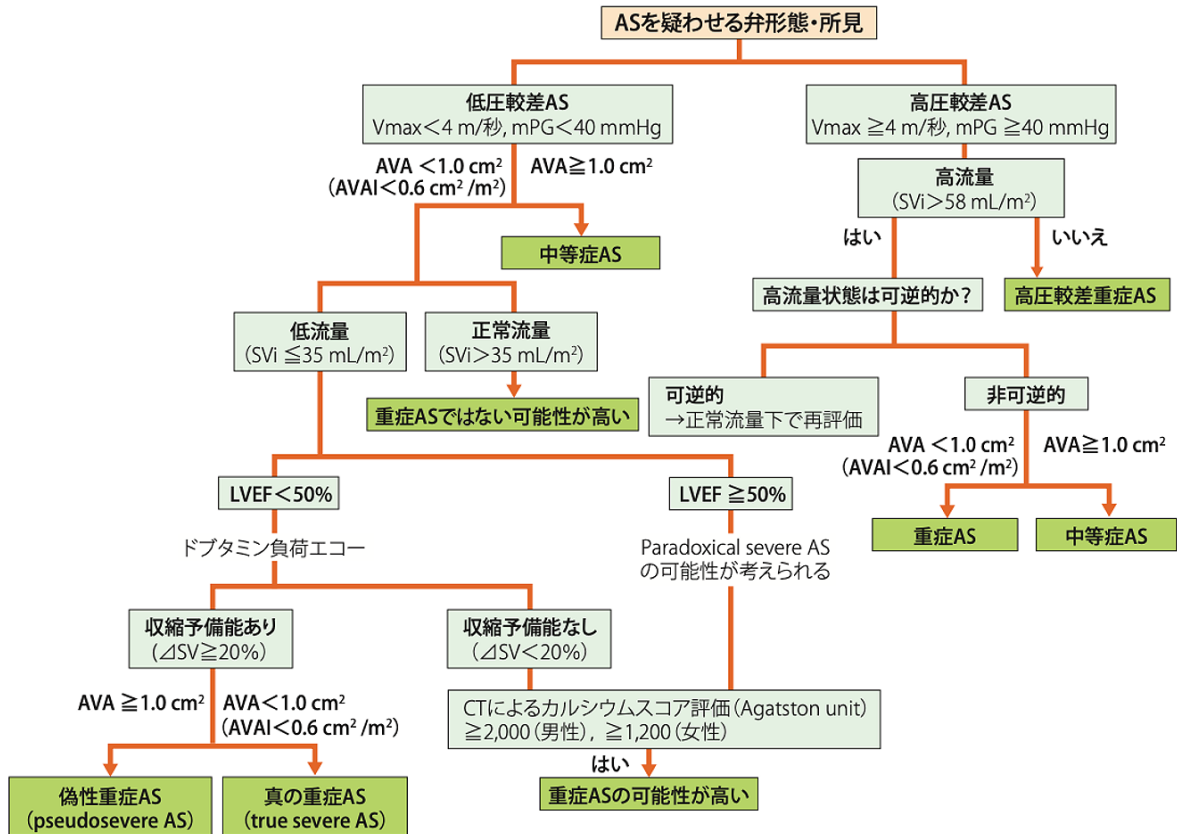 ASを疑わせる弁形態・所見
低圧較差AS
Vmax<4 m/秒, mPG<40 mmHg
高圧較差AS
Vmax ≧4 m/秒, mPG ≧40 mmHg
AVA <1.0 cm²
(AVAI<0.6 cm²/m²)
AVA≧1.0 cm²
中等症AS
高流量
(SVi>58 mL/m²)
はい
いいえ
高流量状態は可逆的か?
高圧較差重症AS
低流量
(SVi ≦35 mL/m²)
正常流量
(SVi>35 mL/m²)
重症ASではない可能性が高い
可逆的
→正常流量下で再評価
非可逆的
AVA <1.0 cm²
(AVAI<0.6 cm²/m²)
AVA≧1.0 cm²
重症AS
中等症AS
LVEF<50%
LVEF ≧50%
ドブタミン負荷エコー
Paradoxical severe AS
の可能性が考えられる
収縮予備能あり
(⊿SV≧20%)
収縮予備能なし
(⊿SV<20%)
AVA ≧1.0 cm²
AVA<1.0 cm²
(AVAI<0.6 cm²/m²)
CTによるカルシウムスコア評価(Agatston unit)
≧2,000(男性), ≧1,200(女性)
はい
偽性重症AS
(pseudosevere AS)
真の重症AS
(true severe AS)
重症ASの可能性が高い